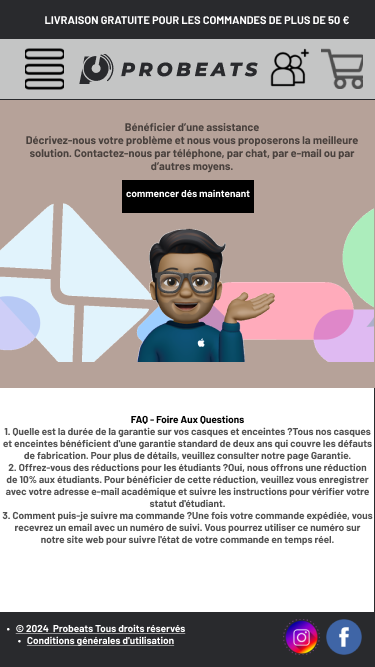 LIVRAISON GRATUITE POUR LES COMMANDES DE PLUS DE 50 €
PROBEATS
Bénéficier d'une assistance
Décrivez-nous votre problème et nous vous proposerons la meilleure
solution. Contactez-nous par téléphone, par chat, par e-mail ou par
d'autres moyens.
commencer dés maintenant
FAQ - Foire Aux Questions
1. Quelle est la durée de la garantie sur vos casques et enceintes ?Tous nos casques
et enceintes bénéficient d'une garantie standard de deux ans qui couvre les défauts
de fabrication. Pour plus de détails, veuillez consulter notre page Garantie.
2. Offrez-vous des réductions pour les étudiants ?Oui, nous offrons une réduction
de 10% aux étudiants. Pour bénéficier de cette réduction, veuillez vous enregistrer
avec votre adresse e-mail académique et suivre les instructions pour vérifier votre
statut d'étudiant.
3. Comment puis-je suivre ma commande ?Une fois votre commande expédiée, vous
recevrez un email avec un numéro de suivi. Vous pourrez utiliser ce numéro sur
notre site web pour suivre l'état de votre commande en temps réel.
• © 2024 Probeats Tous droits réservés
• Conditions générales d'utilisation